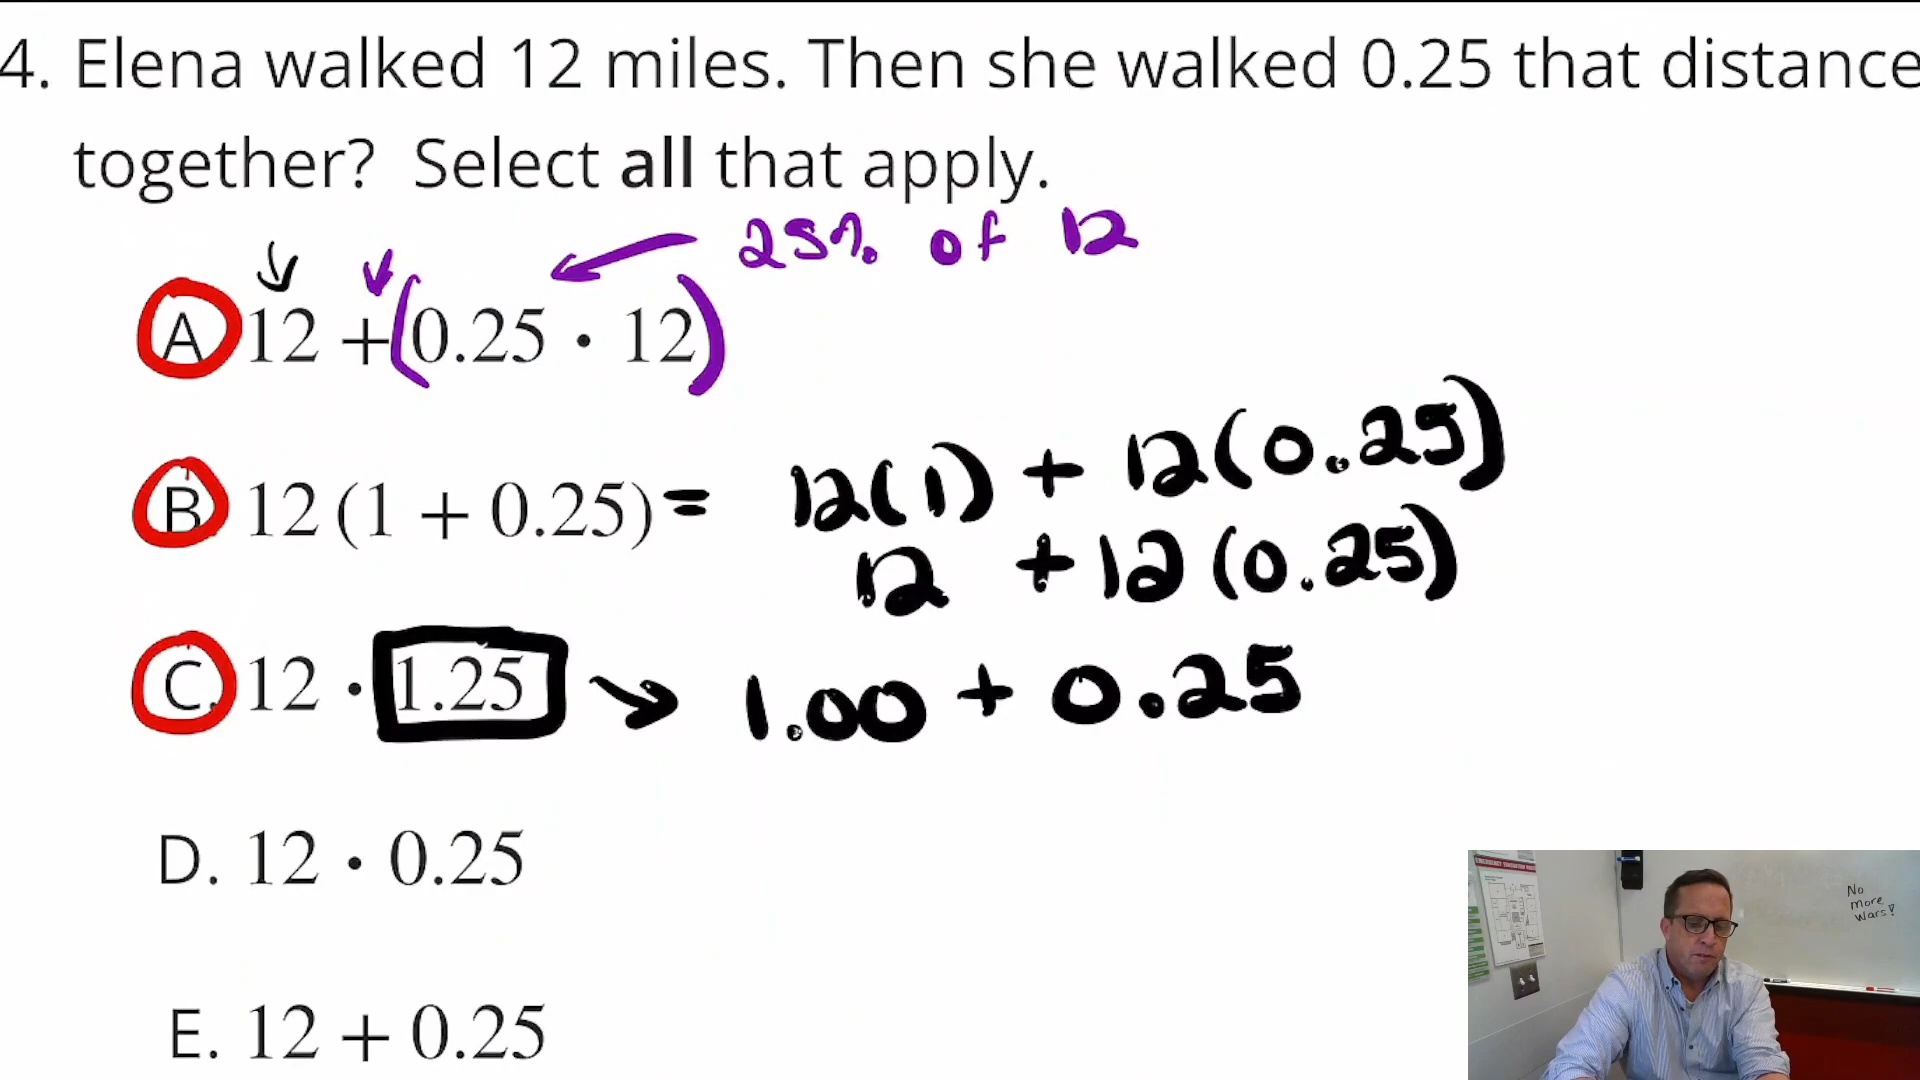 4. Elena walked 12 miles. Then she walked 0.25 that distance
together? Select all that apply.
25% of 12
A 12 + (0.25 · 12)
B 12 (1 + 0.25) = 12(1) + 12(0.25)
12 + 12(0.25)
C. 12 · 1.25 → 1.00 + 0.25
D. 12 · 0.25
E. 12 + 0.25
No
more
wars!